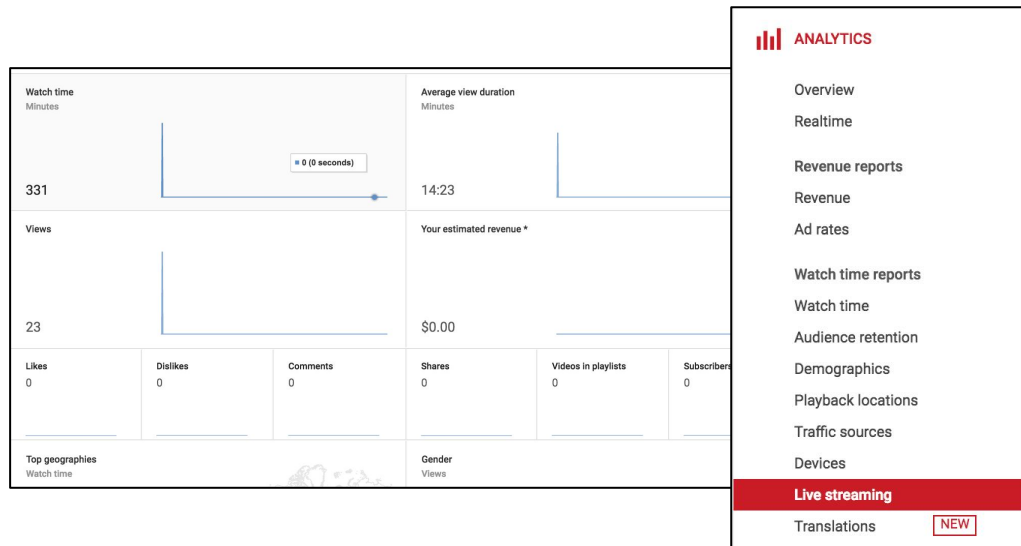 Watch time
Minutes
0 (0 seconds)
331
Average view duration
Minutes
14:23
Views
23
Your estimated revenue *
$0.00
Likes
0
Dislikes
0
Comments
0
Shares
0
Videos in playlists
0
Subscribers
0
Top geographies
Watch time
Gender
Views
ANALYTICS
Overview
Realtime
Revenue reports
Revenue
Ad rates
Watch time reports
Watch time
Audience retention
Demographics
Playback locations
Traffic sources
Devices
Live streaming
Translations NEW